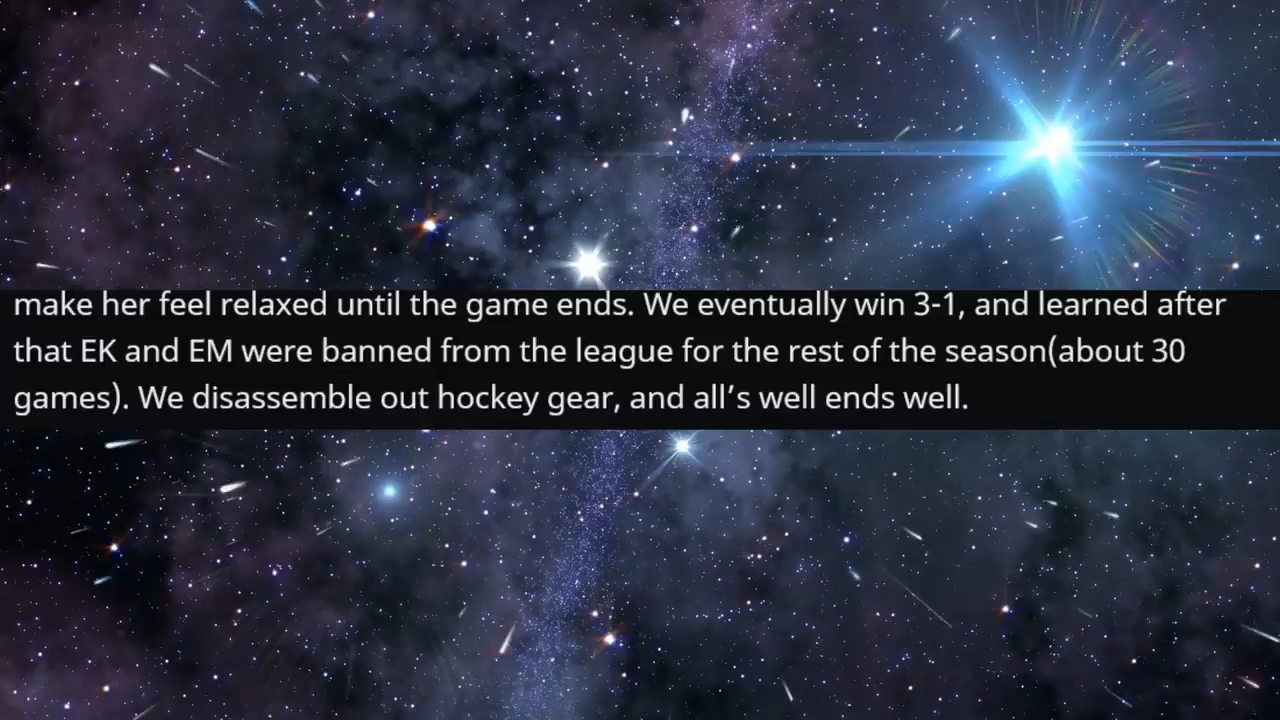 make her feel relaxed until the game ends. We eventually win 3-1, and learned after
that EK and EM were banned from the league for the rest of the season(about 30
games). We disassemble out hockey gear, and all’s well ends well.